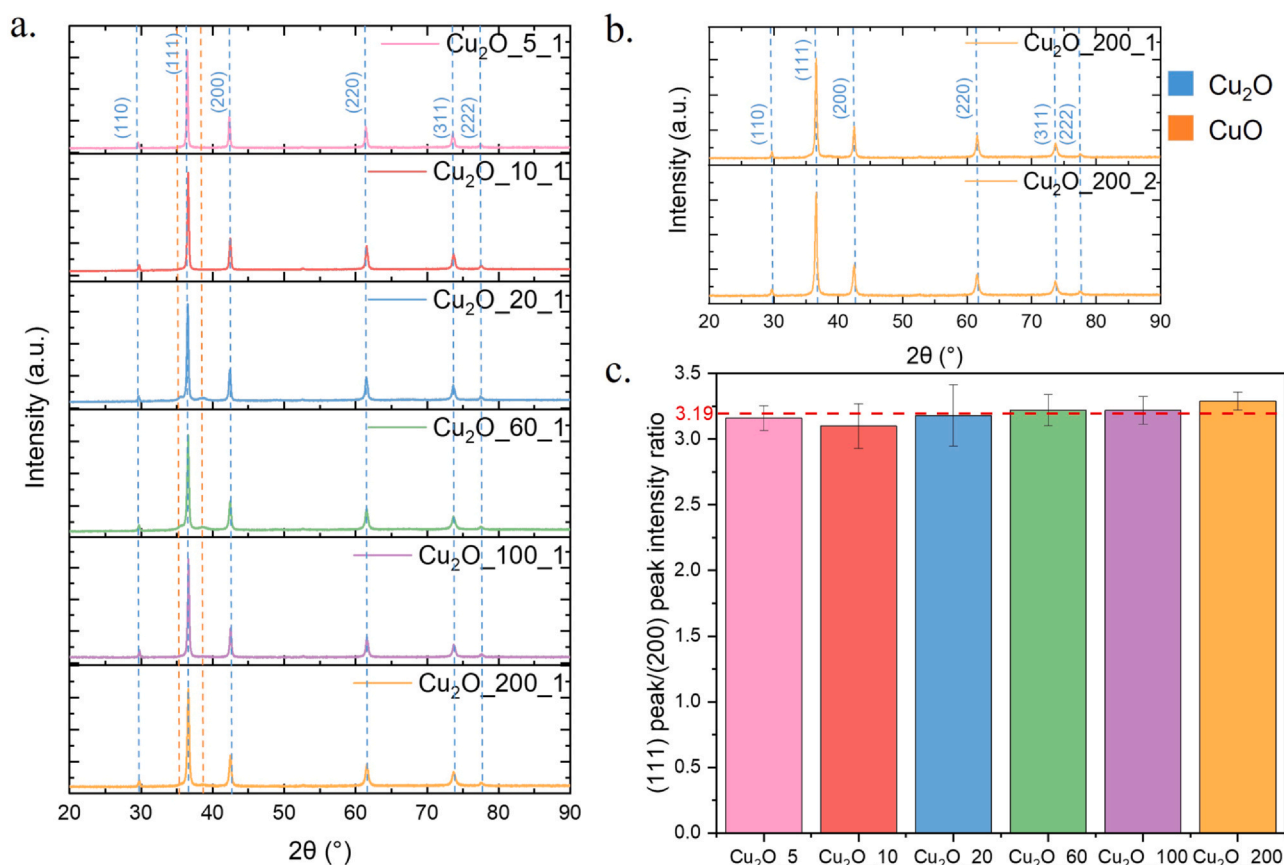 a.
Cu₂O_5_1
(110)
(111)
(200)
(220)
(311)
(222)
Cu₂O_10_1
Cu₂O_20_1
Cu₂O_60_1
Cu₂O_100_1
Cu₂O_200_1
Intensity (a.u.)
20 30 40 50 60 70 80 90
2θ (°)
b.
Cu₂O_200_1
(110)
(111)
(200)
(220)
(311)
(222)
Cu₂O_200_2
Intensity (a.u.)
20 30 40 50 60 70 80 90
2θ (°)
Cu₂O
CuO
c.
(111) peak/(200) peak intensity ratio
3.5
3.19
3.0
2.5
2.0
1.5
1.0
0.5
0.0
Cu₂O_5 Cu₂O_10 Cu₂O_20 Cu₂O_60 Cu₂O_100 Cu₂O_200